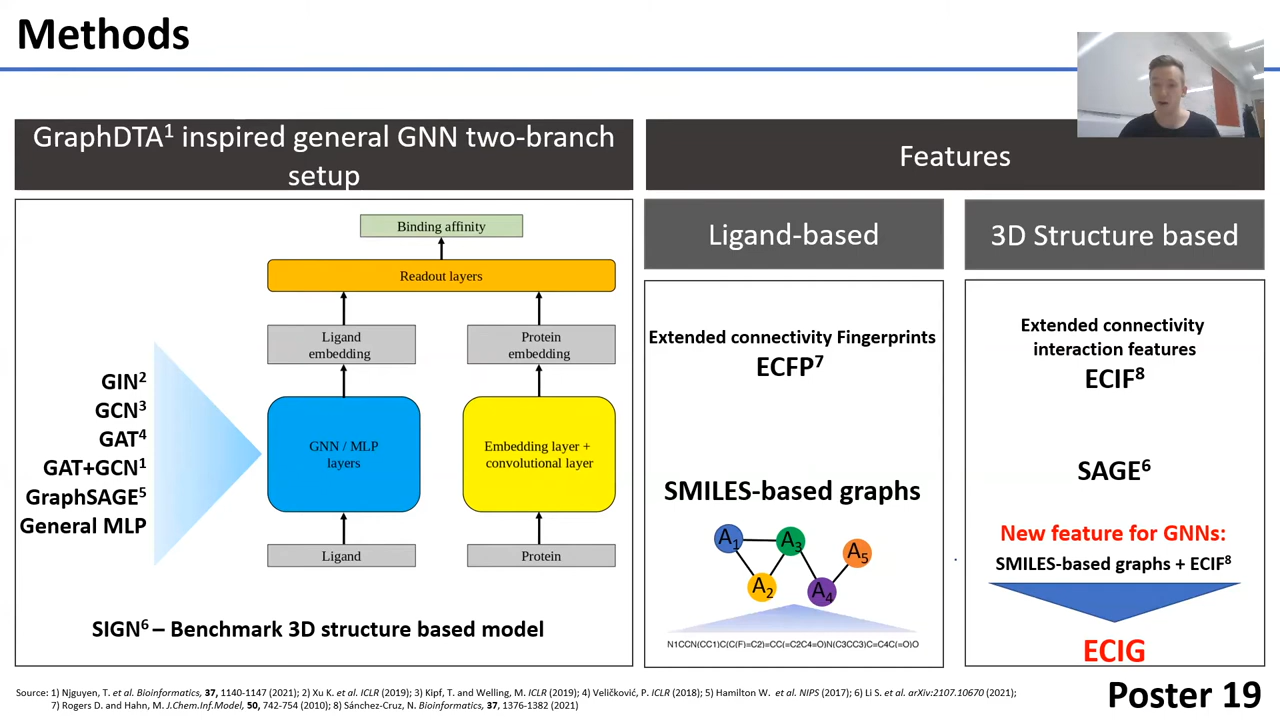 Methods
GraphDTA1 inspired general GNN two-branch
setup
Features
Ligand-based
3D Structure based
Binding affinity
Readout layers
Ligand
embedding
Protein
embedding
GIN2
GCN3
GAT4
GAT+GCN1
GraphSAGE5
General MLP
GNN / MLP
layers
Embedding layer +
convolutional layer
Ligand
Protein
SIGN6 – Benchmark 3D structure based model
Extended connectivity Fingerprints
ECFP7
SMILES-based graphs
A1
A2
A3
A4
A5
N1CCN(CC1)C(C(F)=C2)=CC(=C2C4=O)N(C3CC3)C=C4C(=O)O
Extended connectivity
interaction features
ECIF8
SAGE6
New feature for GNNs:
SMILES-based graphs + ECIF8
ECIG
Source: 1) Njguyen, T. et al. Bioinformatics, 37, 1140-1147 (2021); 2) Xu K. et al. ICLR (2019); 3) Kipf, T. and Welling, M. ICLR (2019); 4) Veličković, P. ICLR (2018); 5) Hamilton W. et al. NIPS (2017); 6) Li S. et al. arXiv:2107.10670 (2021);
7) Rogers D. and Hahn, M. J.Chem.Inf.Model, 50, 742-754 (2010); 8) Sánchez-Cruz, N. Bioinformatics, 37, 1376-1382 (2021)
Poster 19